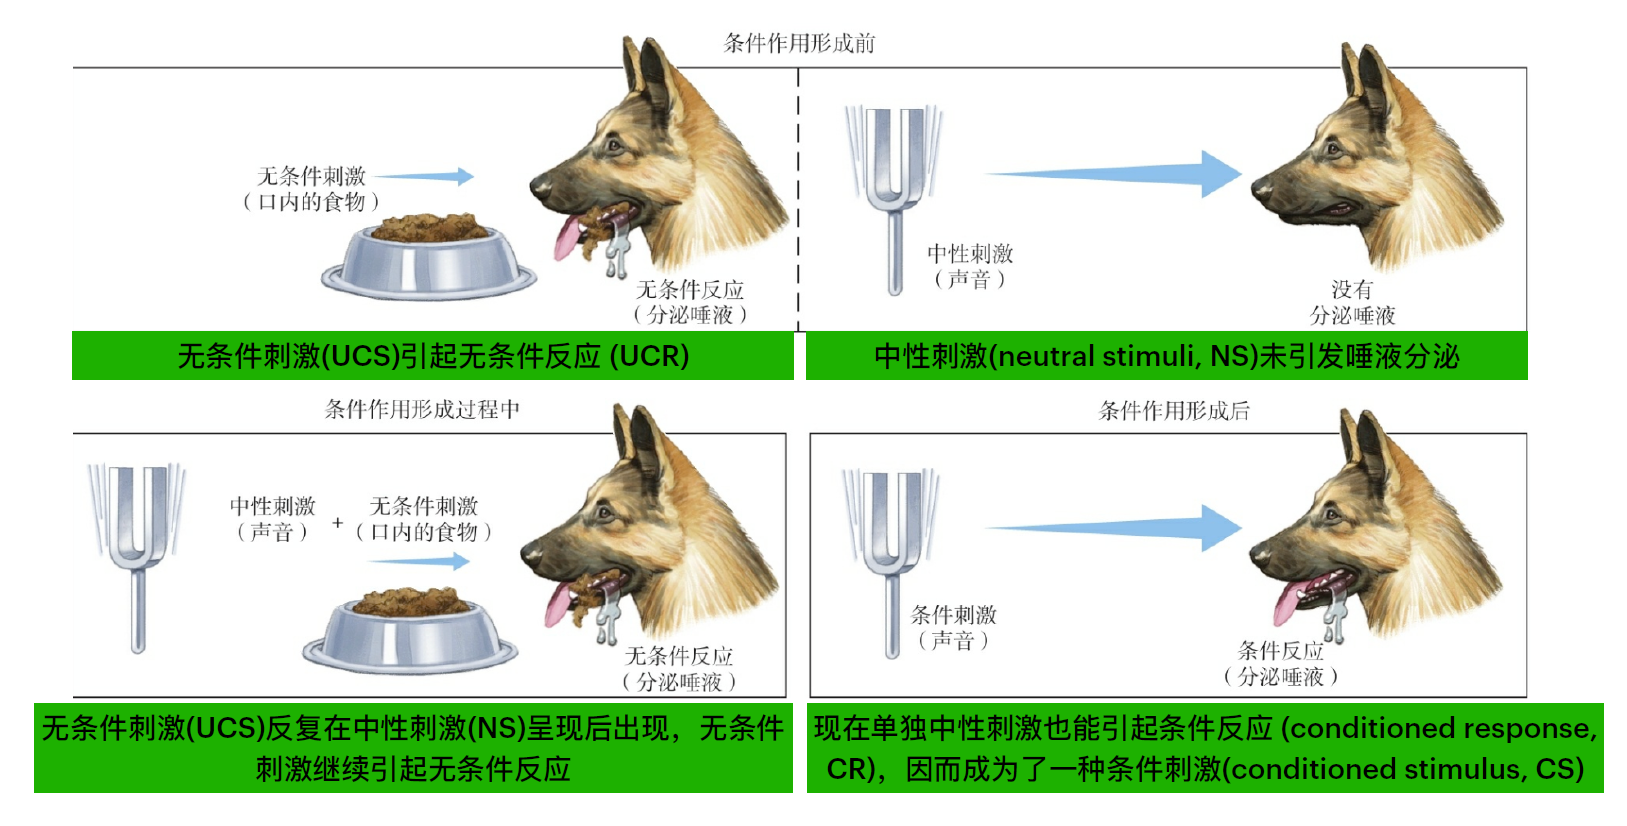 条件作用形成前
无条件刺激
（口内的食物）
无条件反应
（分泌唾液）
中性刺激
（声音）
没有
分泌唾液
无条件刺激(UCS)引起无条件反应 (UCR)
中性刺激(neutral stimuli, NS)未引发唾液分泌
条件作用形成过程中
中性刺激
（声音）
+
无条件刺激
（口内的食物）
无条件反应
（分泌唾液）
无条件刺激(UCS)反复在中性刺激(NS)呈现后出现，无条件
刺激继续引起无条件反应
条件作用形成后
条件刺激
（声音）
条件反应
（分泌唾液）
现在单独中性刺激也能引起条件反应 (conditioned response,
CR)，因而成为了一种条件刺激(conditioned stimulus, CS)